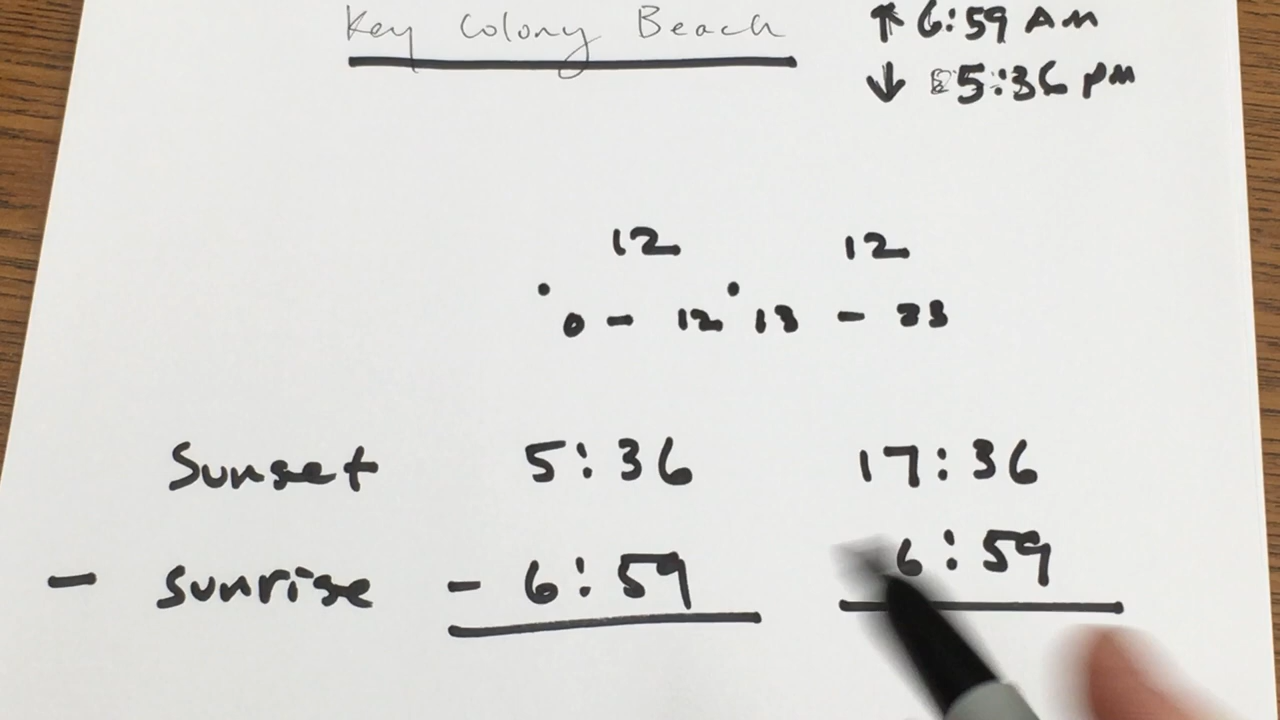 Key Colony Beach
↑ 6:59 AM
↓ 5:36 PM
12 12
0 - 12 13 - 23
Sunset 5:36 17:36
- sunrise - 6:59 6:59